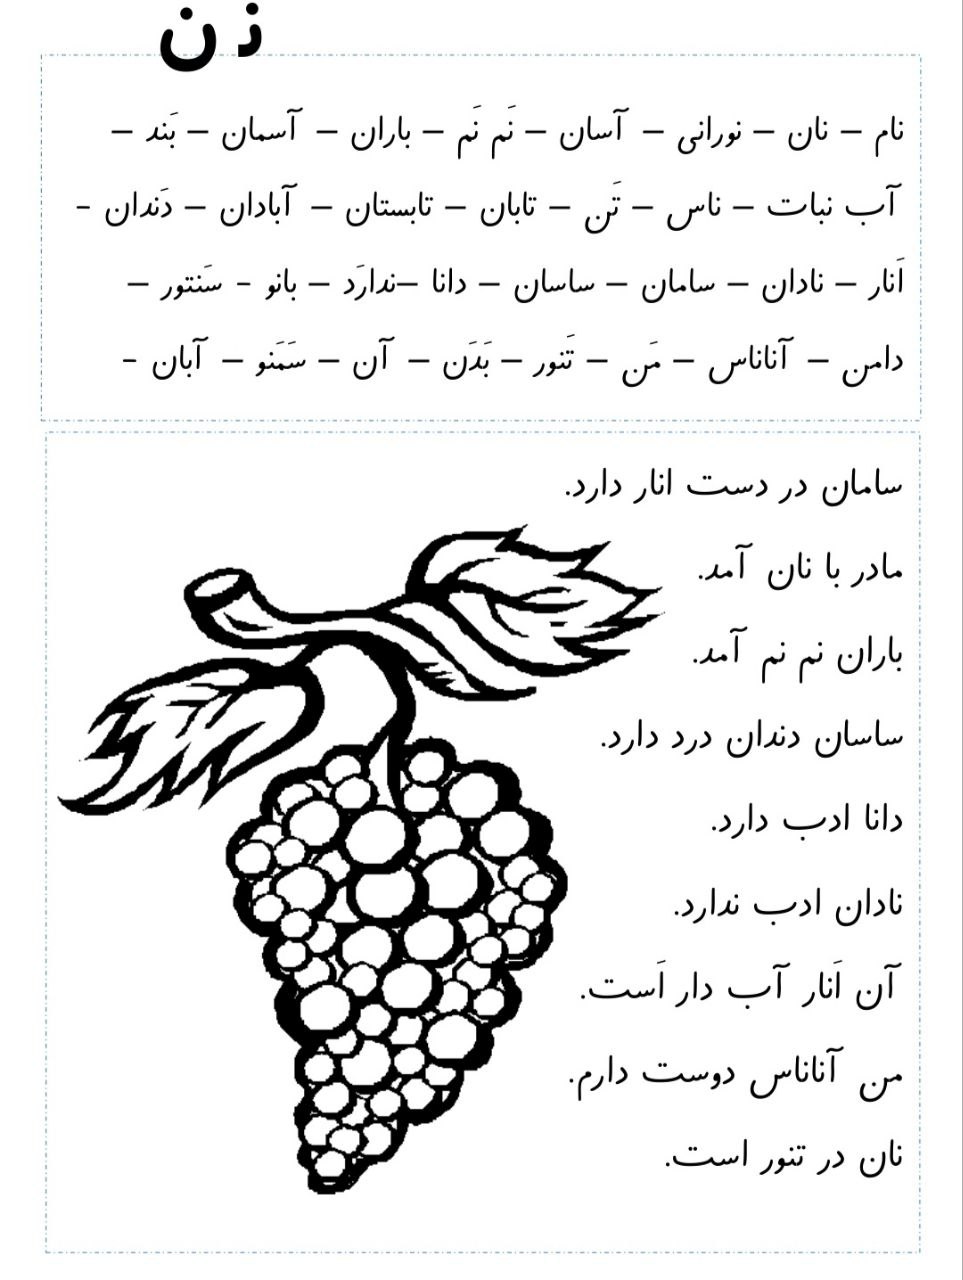 نـ ن
نام – نان – نورانی – آسان – نَم نَم – باران – آسمان – بَند –
آب نبات – ناس – تَن – تابان – تابستان – آبادان – دَندان -
اَنار – نادان – سامان – ساسان – دانا –ندارَد – بانو - سَنتور –
دامن – آناناس – مَن – تَنور – بَدَن – آن – سَمَنو – آبان -
سامان در دست انار دارد.
مادر با نان آمد.
باران نم نم آمد.
ساسان دندان درد دارد.
دانا ادب دارد.
نادان ادب ندارد.
آن اَنار آب دار اَست.
من آناناس دوست دارم.
نان در تنور است.